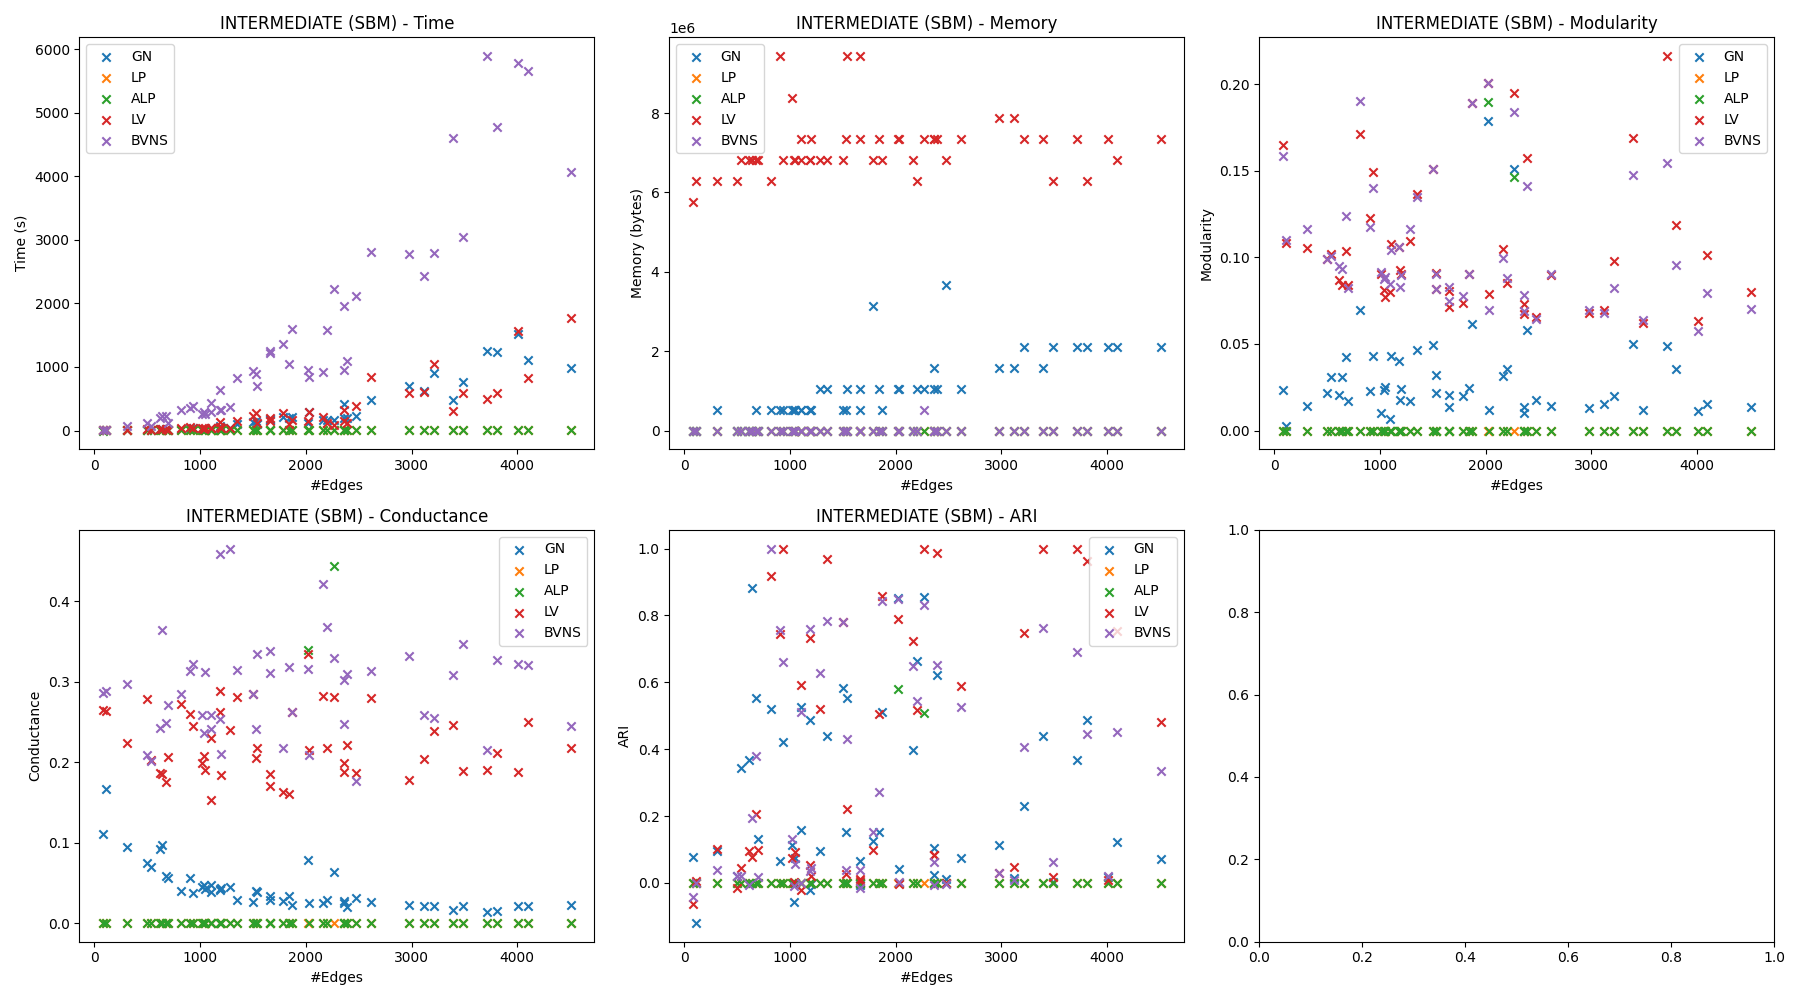 INTERMEDIATE (SBM) - Time
GN
LP
ALP
LV
BVNS
Time (s)
6000
5000
4000
3000
2000
1000
0
0 1000 2000 3000 4000
#Edges
INTERMEDIATE (SBM) - Memory
1e6
GN
LP
ALP
LV
BVNS
Memory (bytes)
8
6
4
2
0
0 1000 2000 3000 4000
#Edges
INTERMEDIATE (SBM) - Modularity
GN
LP
ALP
LV
BVNS
Modularity
0.20
0.15
0.10
0.05
0.00
0 1000 2000 3000 4000
#Edges
INTERMEDIATE (SBM) - Conductance
GN
LP
ALP
LV
BVNS
Conductance
0.4
0.3
0.2
0.1
0.0
0 1000 2000 3000 4000
#Edges
INTERMEDIATE (SBM) - ARI
GN
LP
ALP
LV
BVNS
ARI
1.0
0.8
0.6
0.4
0.2
0.0
0 1000 2000 3000 4000
#Edges
1.0
0.8
0.6
0.4
0.2
0.0
0.0 0.2 0.4 0.6 0.8 1.0